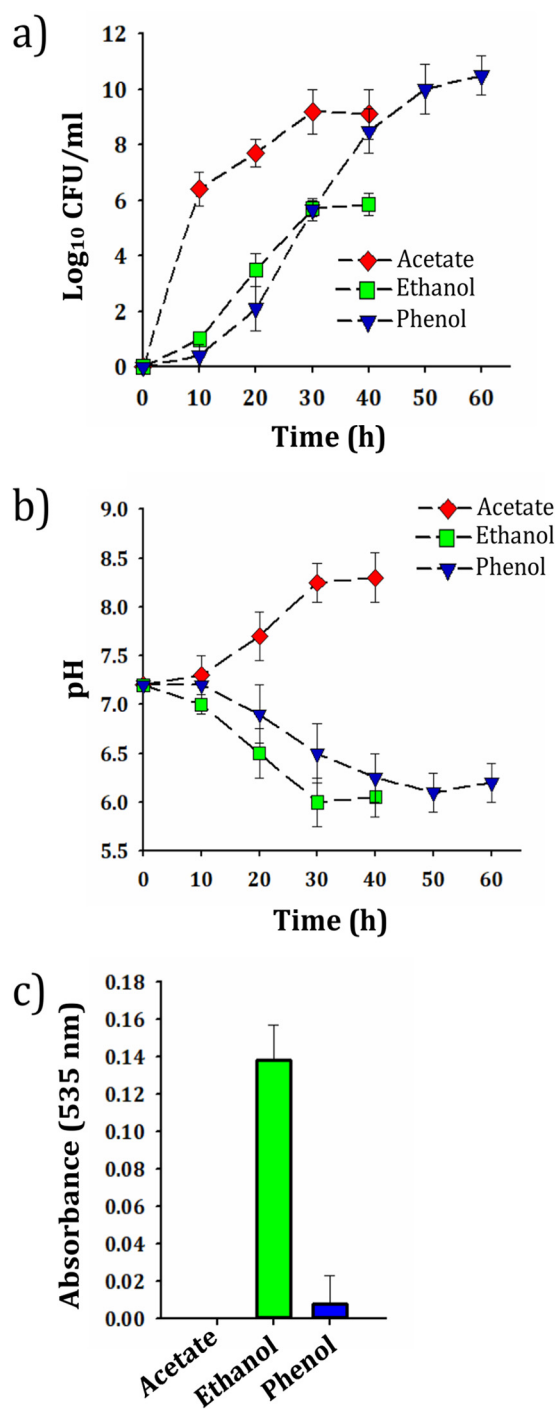 a)
Log₁₀ CFU/ml
12
10
8
6
4
2
0
Acetate
Ethanol
Phenol
0 10 20 30 40 50 60
Time (h)
b)
pH
9.0
8.5
8.0
7.5
7.0
6.5
6.0
5.5
Acetate
Ethanol
Phenol
0 10 20 30 40 50 60
Time (h)
c)
Absorbance (535 nm)
0.18
0.16
0.14
0.12
0.10
0.08
0.06
0.04
0.02
0.00
Acetate
Ethanol
Phenol